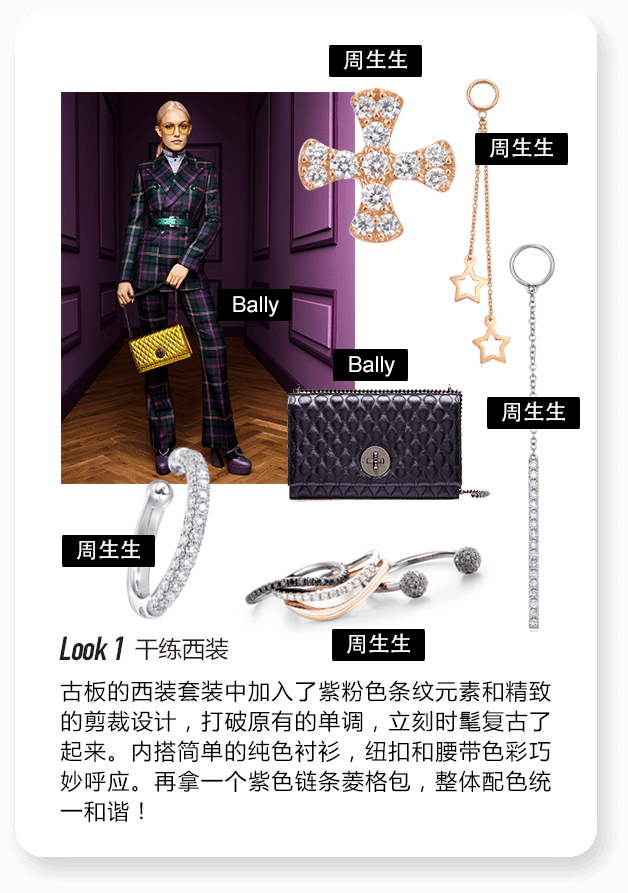 周生生
周生生
Bally
Bally
周生生
周生生
周生生
Look 1 干练西装
古板的西装套装中加入了紫粉色条纹元素和精致
的剪裁设计，打破原有的单调，立刻时髦复古了
起来。内搭简单的纯色衬衫，纽扣和腰带色彩巧
妙呼应。再拿一个紫色链条菱格包，整体配色统
一和谐！